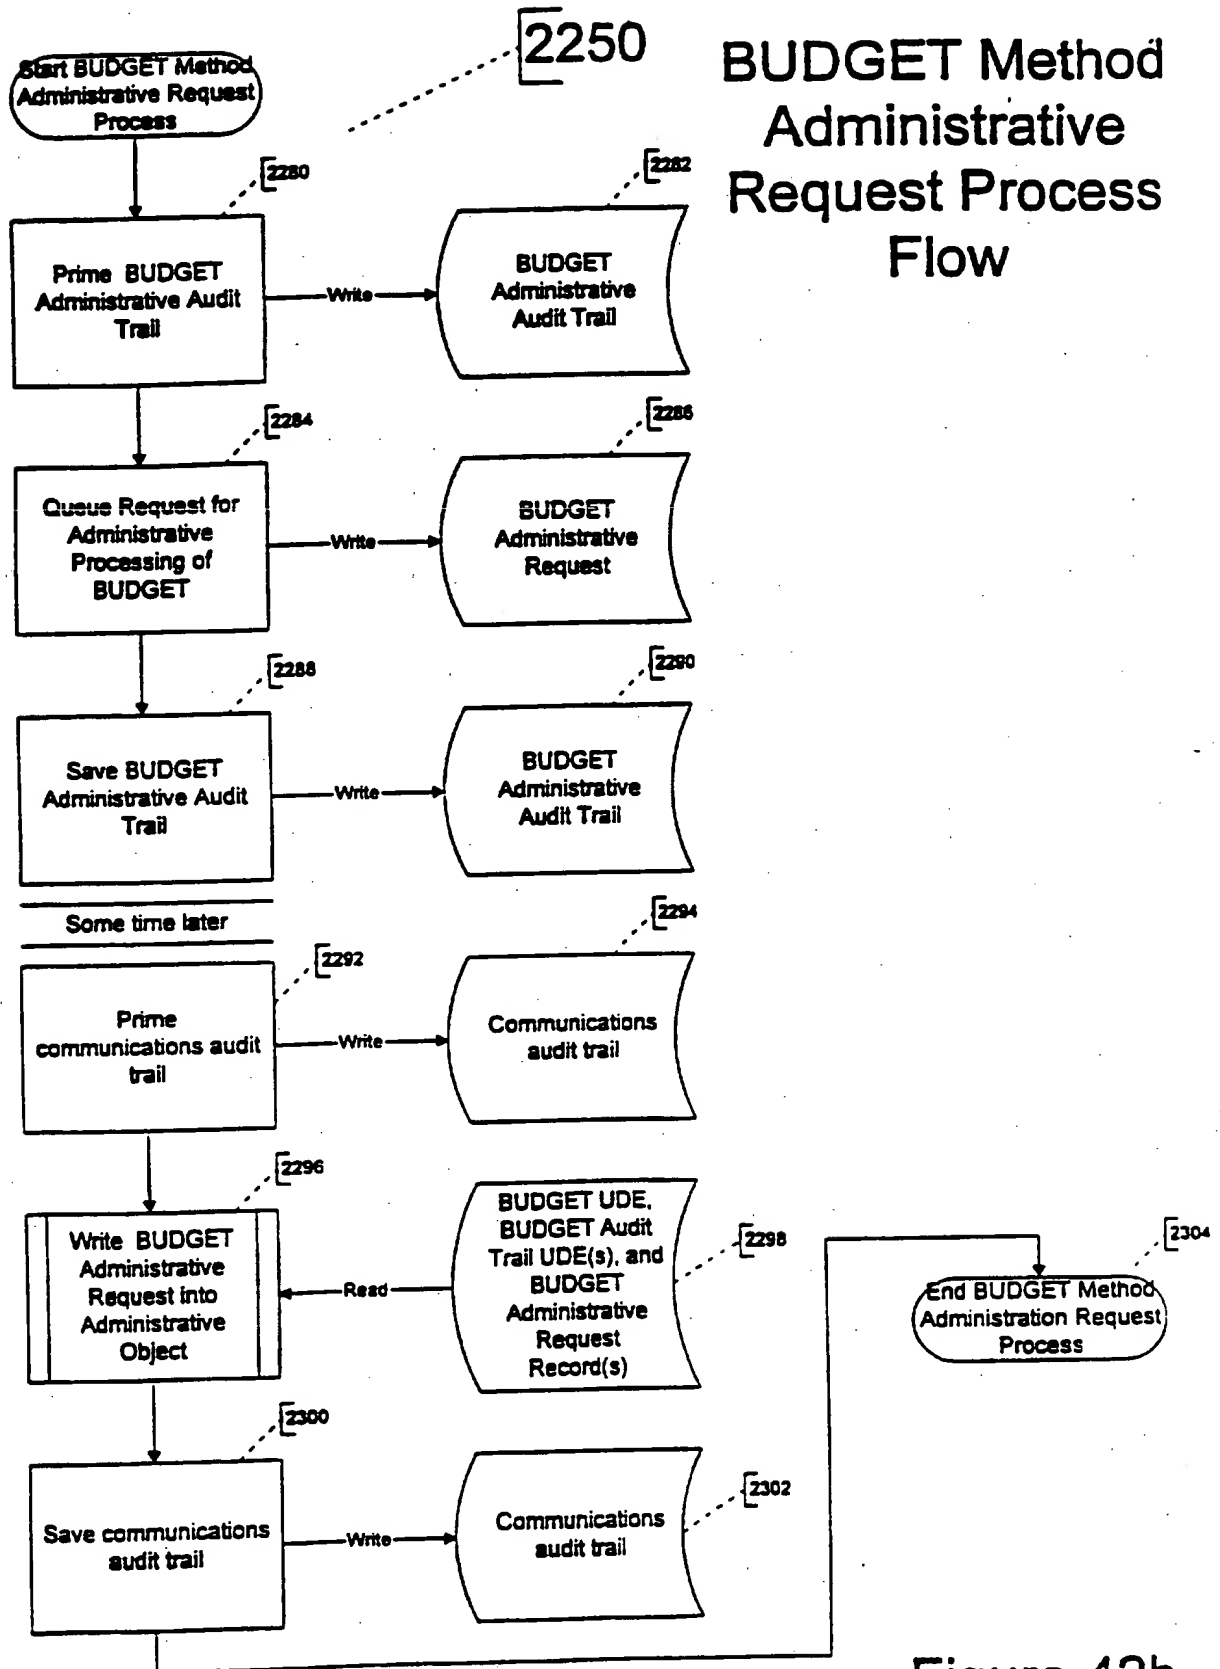 2250
BUDGET Method
Administrative
Request Process
Flow
Start BUDGET Method
Administrative Request
Process
2280
Prime BUDGET
Administrative Audit
Trail
Write
2282
BUDGET
Administrative
Audit Trail
2284
Queue Request for
Administrative
Processing of
BUDGET
Write
2286
BUDGET
Administrative
Request
2288
Save BUDGET
Administrative Audit
Trail
Write
2290
BUDGET
Administrative
Audit Trail
Some time later
2292
Prime
communications audit
trail
Write
2294
Communications
audit trail
2296
Write BUDGET
Administrative
Request into
Administrative
Object
Read
BUDGET UDE,
BUDGET Audit
Trail UDE(s), and
BUDGET
Administrative
Request
Record(s)
2298
2300
Save communications
audit trail
Write
Communications
audit trail
2302
2304
End BUDGET Method
Administration Request
Process